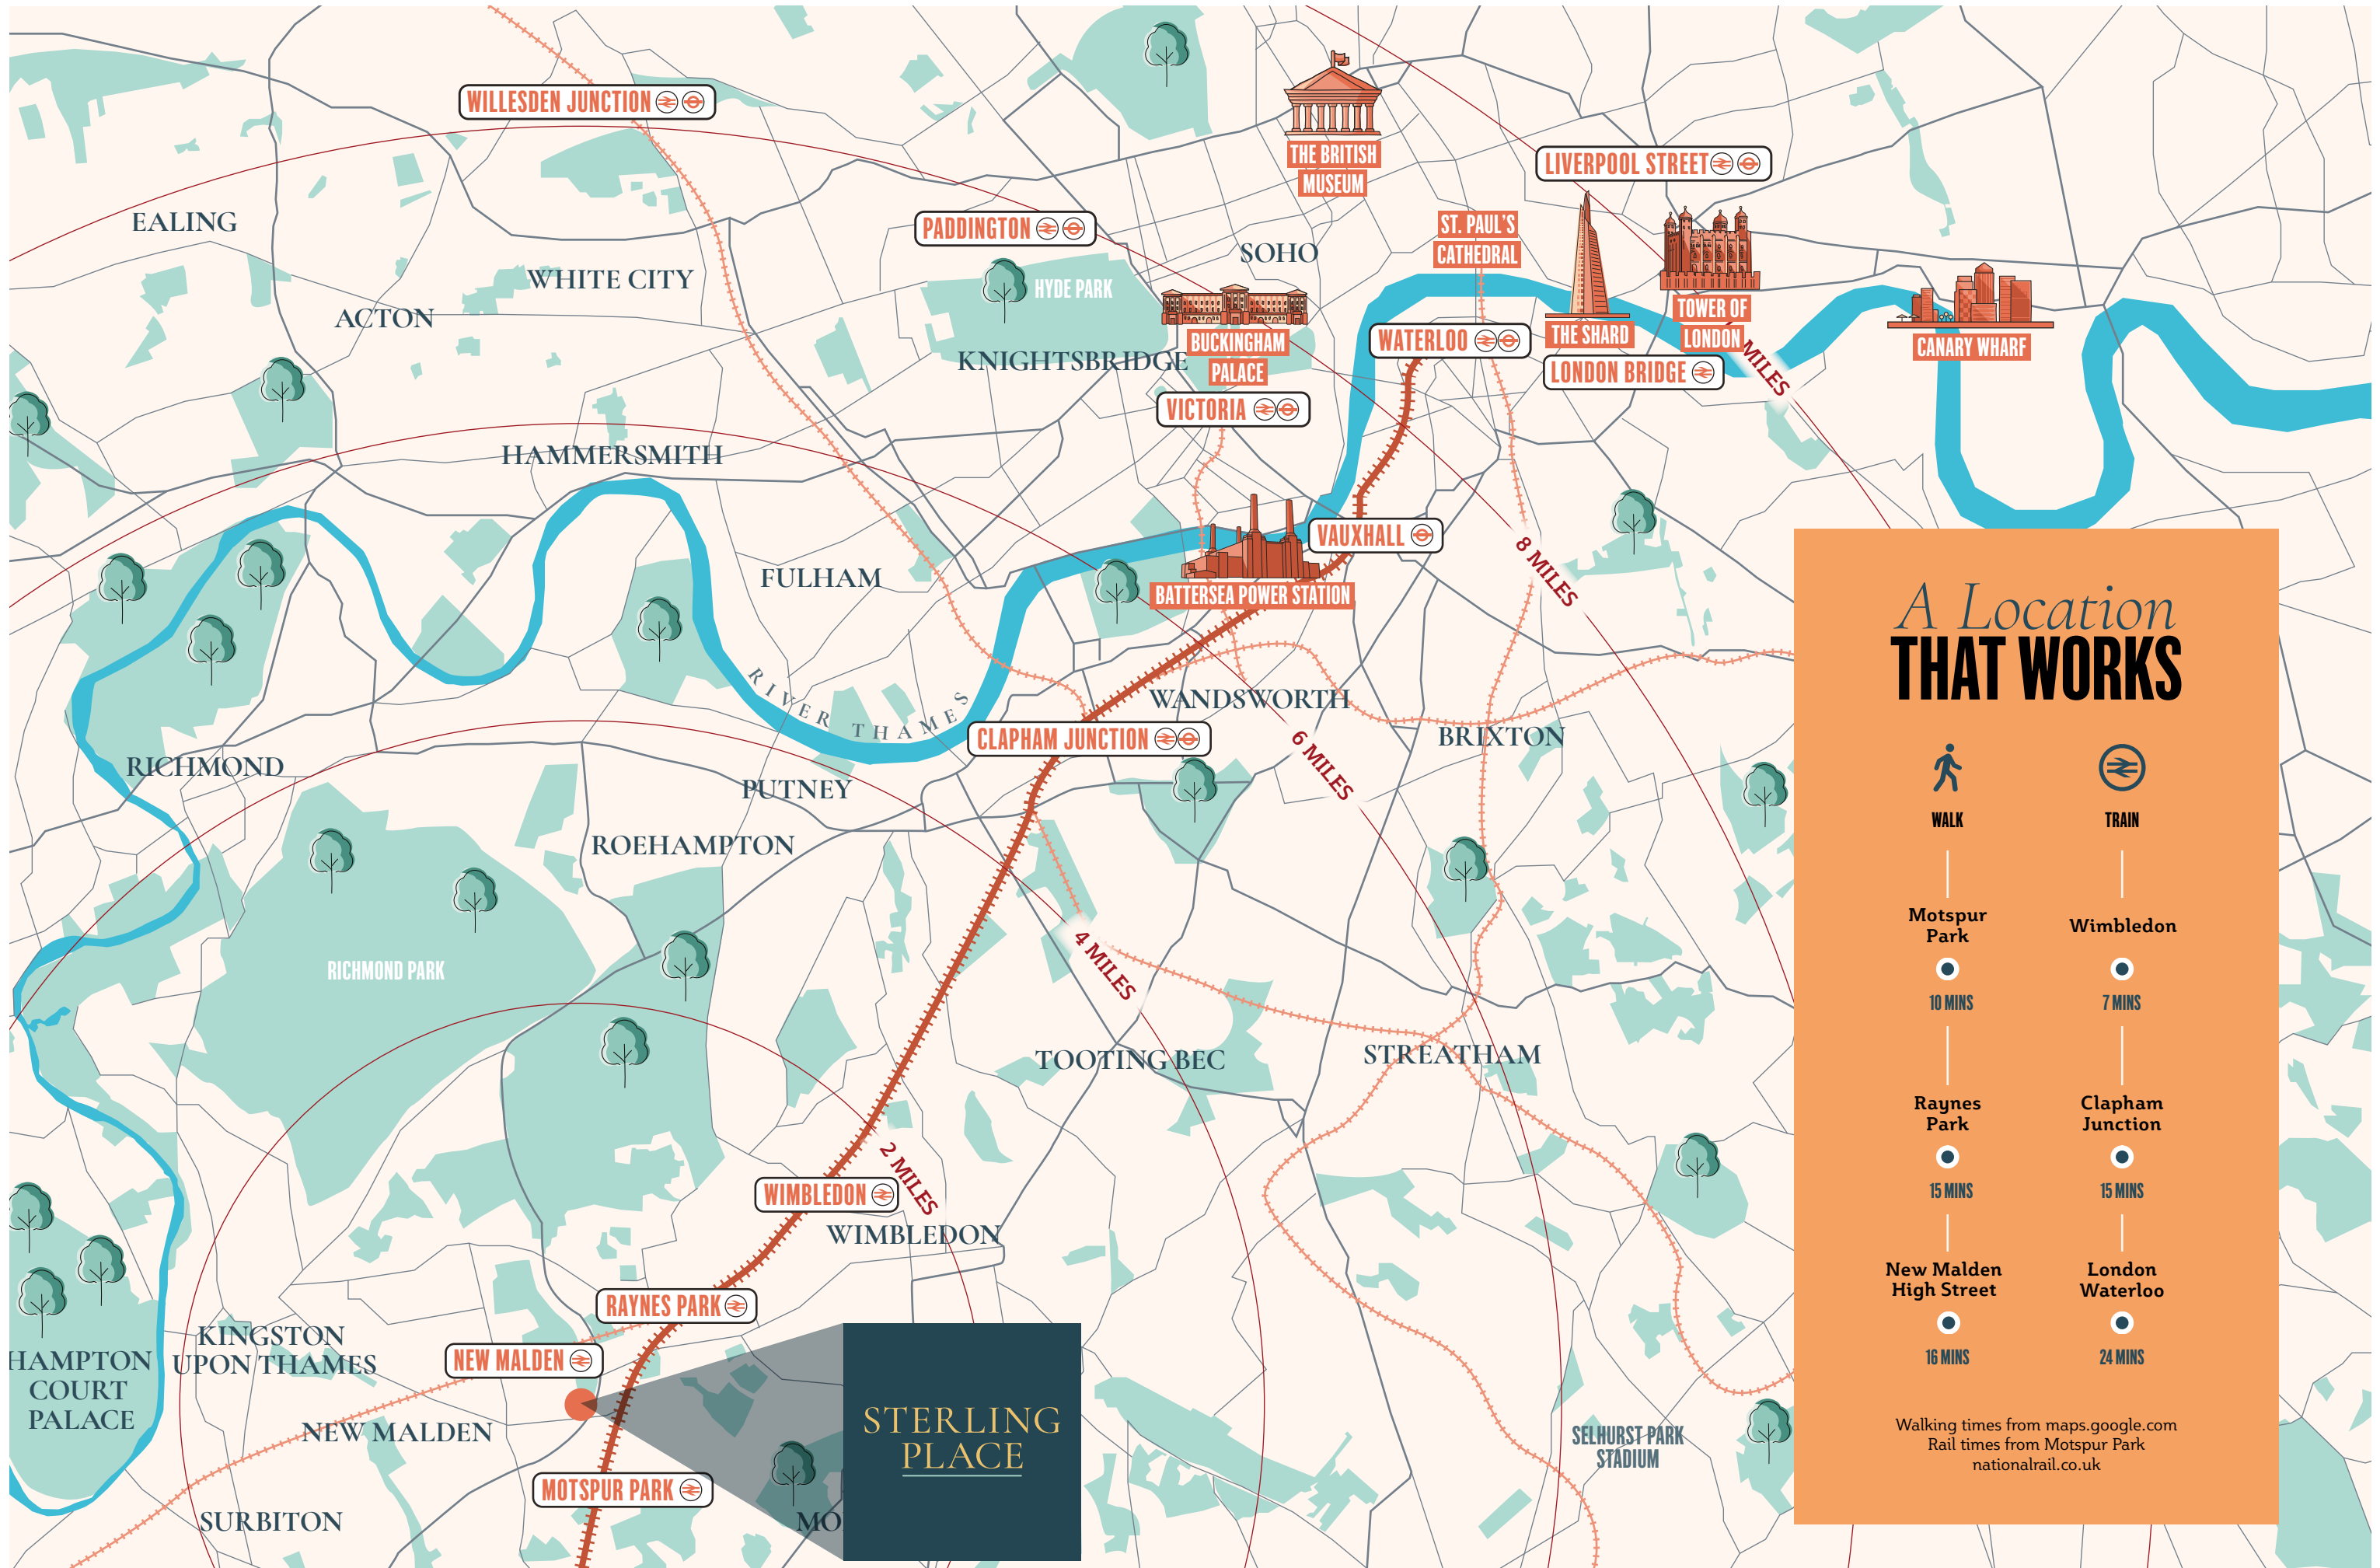 WILLESDEN JUNCTION
THE BRITISH
MUSEUM
LIVERPOOL STREET
EALING
PADDINGTON
ST. PAUL'S
CATHEDRAL
SOHO
WHITE CITY
HYDE PARK
ACTON
TOWER OF
LONDON
THE SHARD
WATERLOO
BUCKINGHAM
PALACE
CANARY WHARF
KNIGHTSBRIDGE
MILES
LONDON BRIDGE
VICTORIA
HAMMERSMITH
VAUXHALL
8 MILES
FULHAM
BATTERSEA POWER STATION
RIVER THAMES
WANDSWORTH
CLAPHAM JUNCTION
BRIXTON
6 MILES
RICHMOND
PUTNEY
ROEHAMPTON
RICHMOND PARK
4 MILES
TOOTING BEC
STREATHAM
2 MILES
WIMBLEDON
WIMBLEDON
RAYNES PARK
KINGSTON
UPON THAMES
NEW MALDEN
HAMPTON
COURT
PALACE
NEW MALDEN
STERLING
PLACE
SELHURST PARK
STADIUM
MOTSPUR PARK
SURBITON
MO
A Location
THAT WORKS
WALK
Motspur
Park
10 MINS
Raynes
Park
15 MINS
New Malden
High Street
16 MINS
TRAIN
Wimbledon
7 MINS
Clapham
Junction
15 MINS
London
Waterloo
24 MINS
Walking times from maps.google.com
Rail times from Motspur Park
nationalrail.co.uk